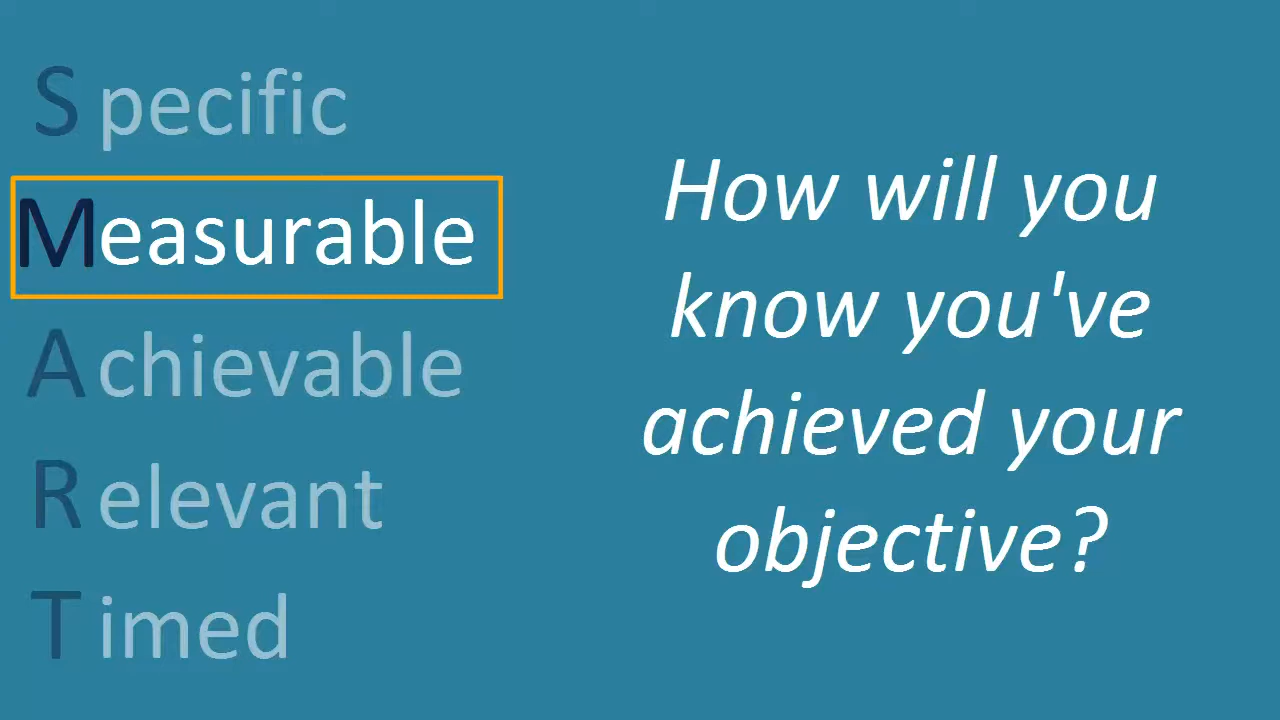 Specific
Measurable
Achievable
Relevant
Timed
How will you
know you've
achieved your
objective?